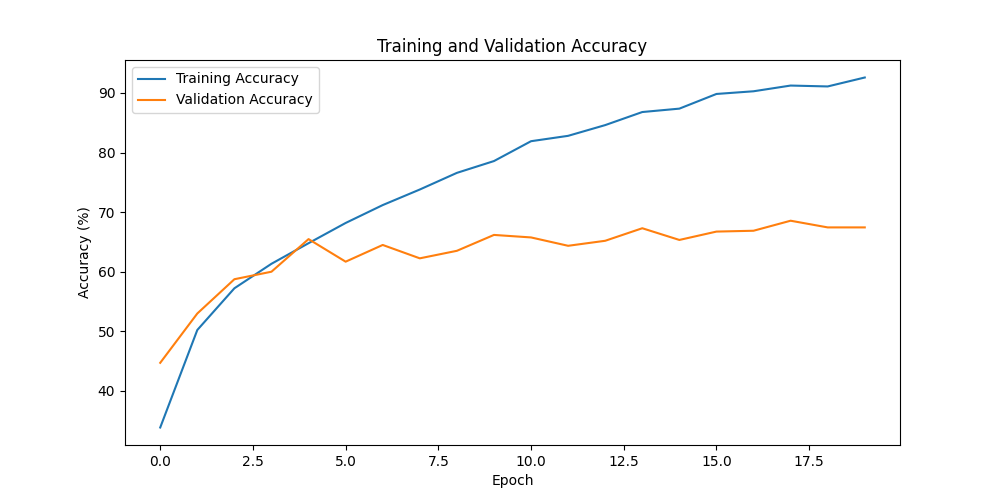 Training and Validation Accuracy
Training Accuracy
Validation Accuracy
Accuracy (%)
90
80
70
60
50
40
0.0 2.5 5.0 7.5 10.0 12.5 15.0 17.5
Epoch